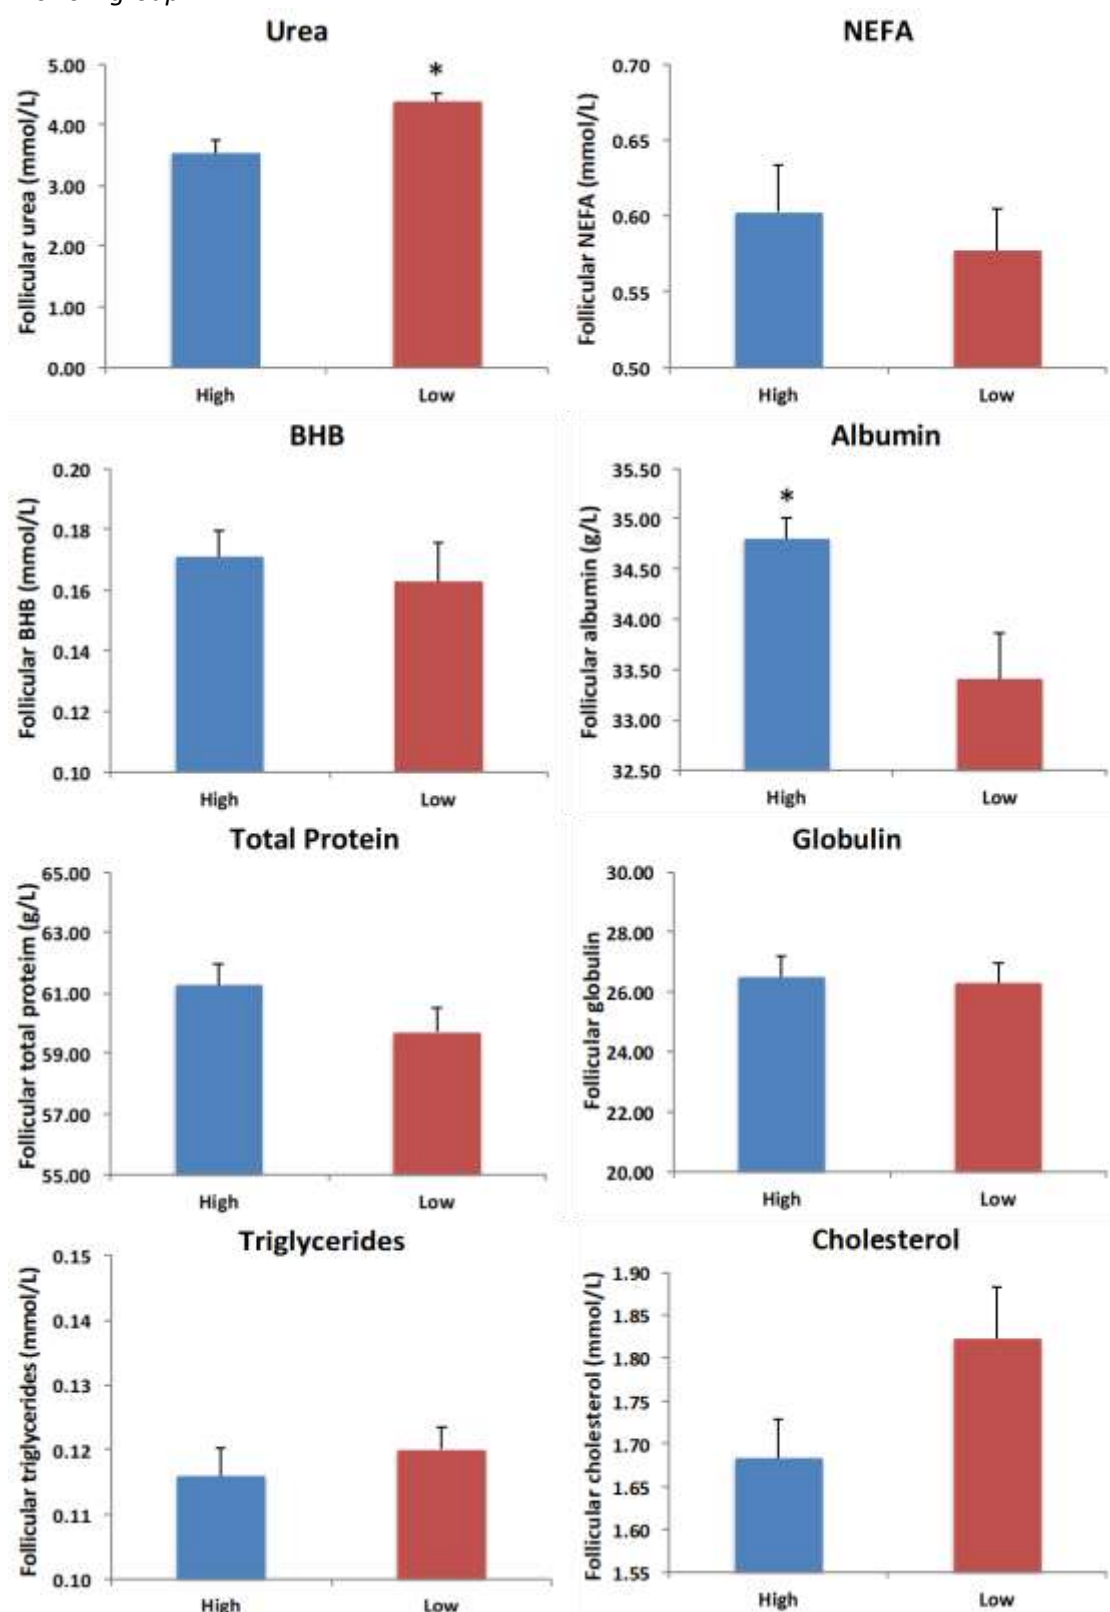 Urea
Follicular urea (mmol/L)
5.00
4.00
3.00
2.00
1.00
0.00
*
High
Low
NEFA
Follicular NEFA (mmol/L)
0.70
0.65
0.60
0.55
0.50
High
Low
BHB
Follicular BHB (mmol/L)
0.20
0.18
0.16
0.14
0.12
0.10
High
Low
Albumin
Follicular albumin (g/L)
35.50
35.00
34.50
34.00
33.50
33.00
32.50
*
High
Low
Total Protein
Follicular total proteim (g/L)
65.00
63.00
61.00
59.00
57.00
55.00
High
Low
Globulin
Follicular globulin
30.00
28.00
26.00
24.00
22.00
20.00
High
Low
Triglycerides
Follicular triglycerides (mmol/L)
0.15
0.14
0.13
0.12
0.11
0.10
High
Low
Cholesterol
Follicular cholesterol (mmol/L)
1.90
1.85
1.80
1.75
1.70
1.65
1.60
1.55
High
Low